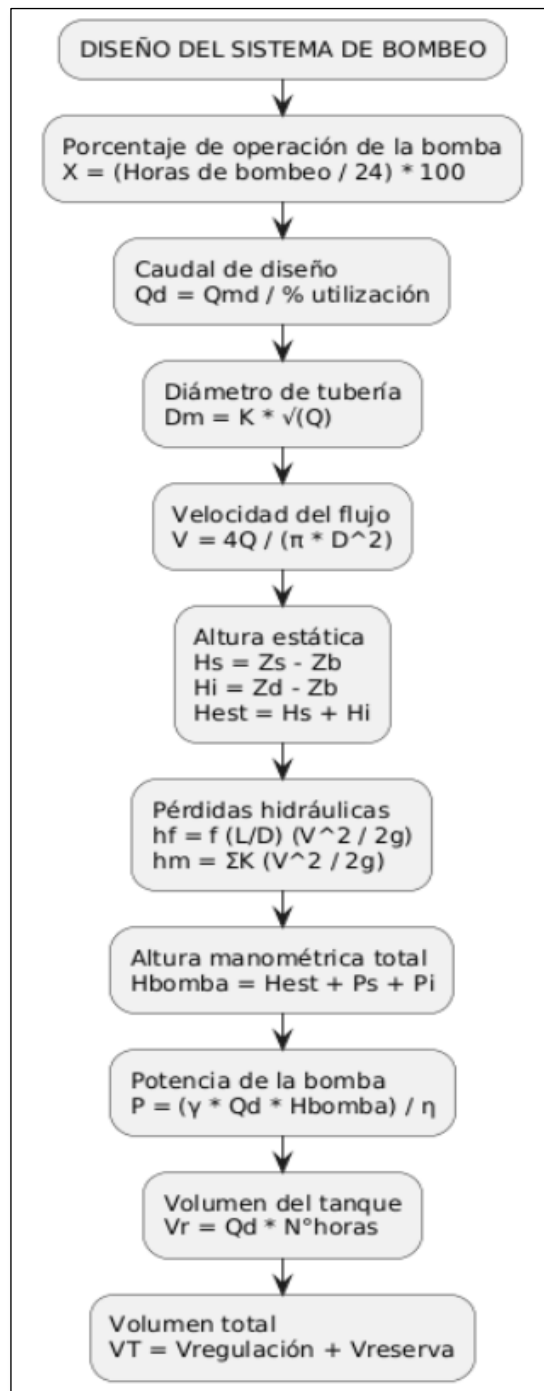 DISEÑO DEL SISTEMA DE BOMBEO
Porcentaje de operación de la bomba
X = (Horas de bombeo / 24) * 100
Caudal de diseño
Qd = Qmd / % utilización
Diámetro de tubería
Dm = K * √(Q)
Velocidad del flujo
V = 4Q / (π * D^2)
Altura estática
Hs = Zs - Zb
Hi = Zd - Zb
Hest = Hs + Hi
Pérdidas hidráulicas
hf = f (L/D) (V^2 / 2g)
hm = ΣK (V^2 / 2g)
Altura manométrica total
Hbomba = Hest + Ps + Pi
Potencia de la bomba
P = (γ * Qd * Hbomba) / η
Volumen del tanque
Vr = Qd * N°horas
Volumen total
VT = Vregulación + Vreserva